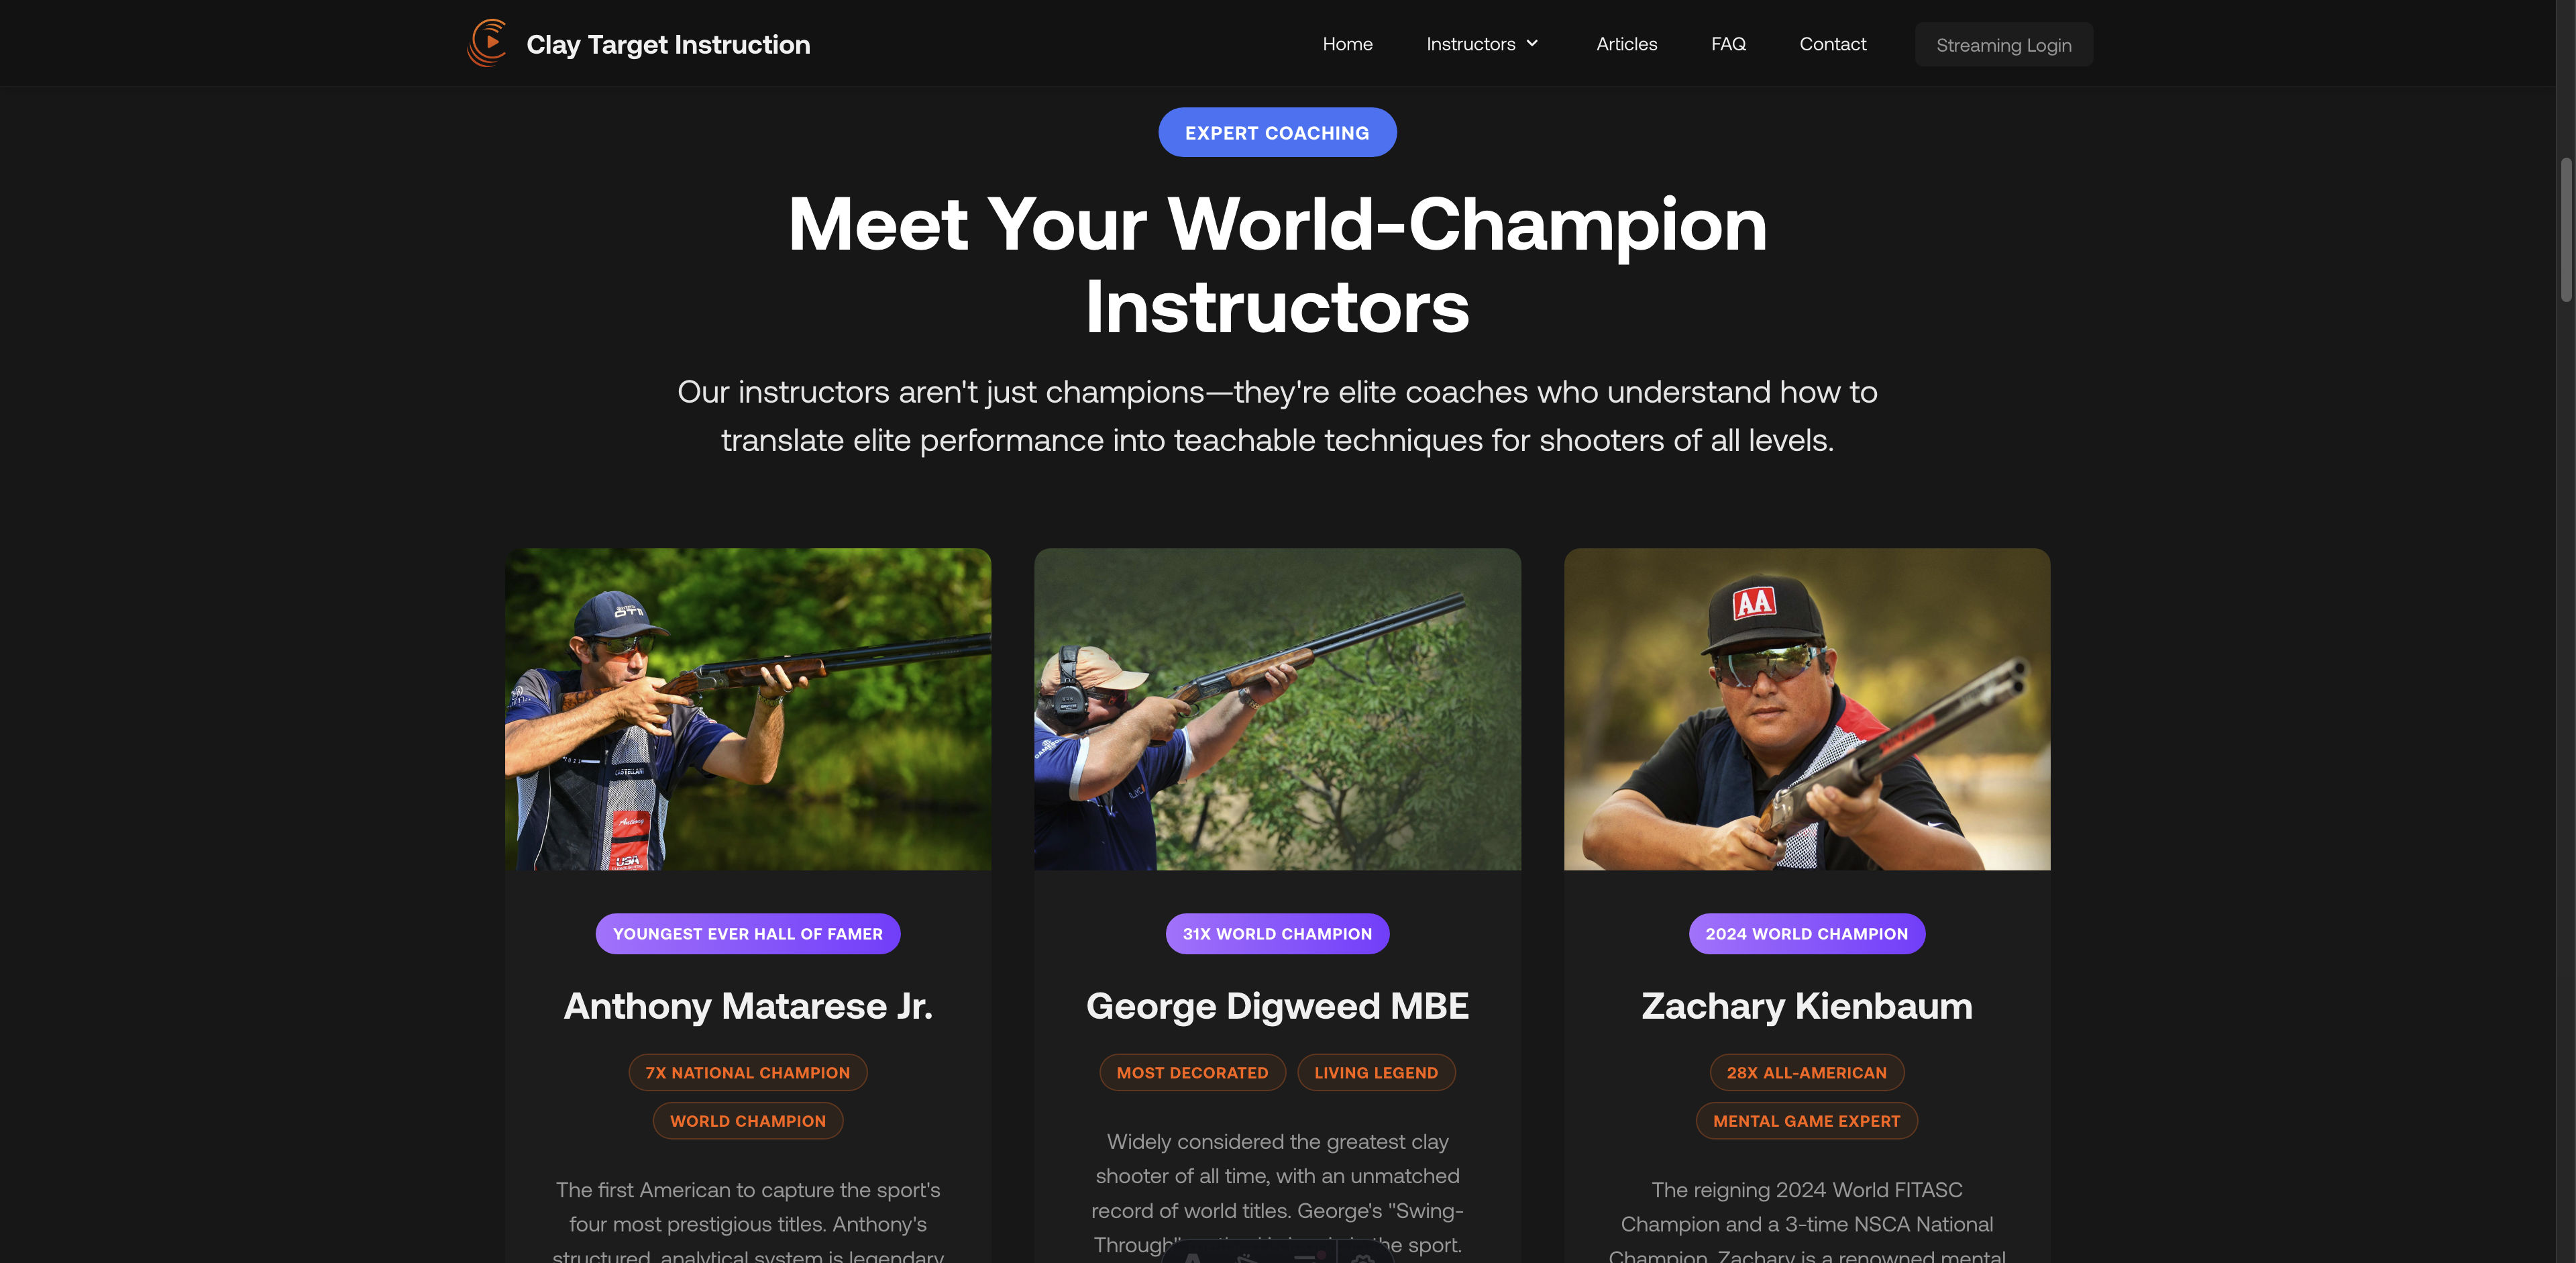 Clay Target Instruction
Home
Instructors
Articles
FAQ
Contact
Streaming Login
EXPERT COACHING
Meet Your World-Champion
Instructors
Our instructors aren't just champions—they're elite coaches who understand how to
translate elite performance into teachable techniques for shooters of all levels.
CASTELLANI
Anthony
USA
AA
YOUNGEST EVER HALL OF FAMER
Anthony Matarese Jr.
7X NATIONAL CHAMPION
WORLD CHAMPION
The first American to capture the sport's
four most prestigious titles. Anthony's
structured, analytical system is legendary
31X WORLD CHAMPION
George Digweed MBE
MOST DECORATED
LIVING LEGEND
Widely considered the greatest clay
shooter of all time, with an unmatched
record of world titles. George's "Swing-
Through" the sport.
2024 WORLD CHAMPION
Zachary Kienbaum
28X ALL-AMERICAN
MENTAL GAME EXPERT
The reigning 2024 World FITASC
Champion and a 3-time NSCA National
Champion, Zachary is a renowned mental